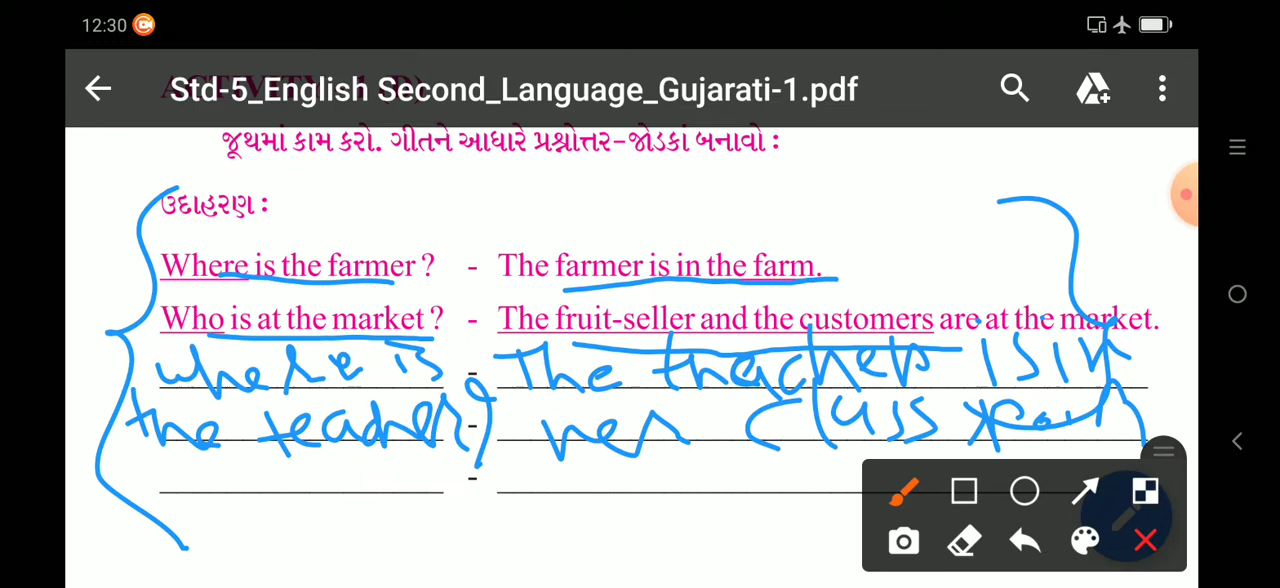 12:30
Std-5_English Second_Language_Gujarati-1.pdf
જૂથમાં કામ કરો. ગીતને આધારે પ્રશ્નોત્તર-જોડકાં બનાવો :
ઉદાહરણ :
Where is the farmer ? - The farmer is in the farm.
Who is at the market ? - The fruit-seller and the customers are at the market.
where is - The theachers is in
the teacher? - her class room
-